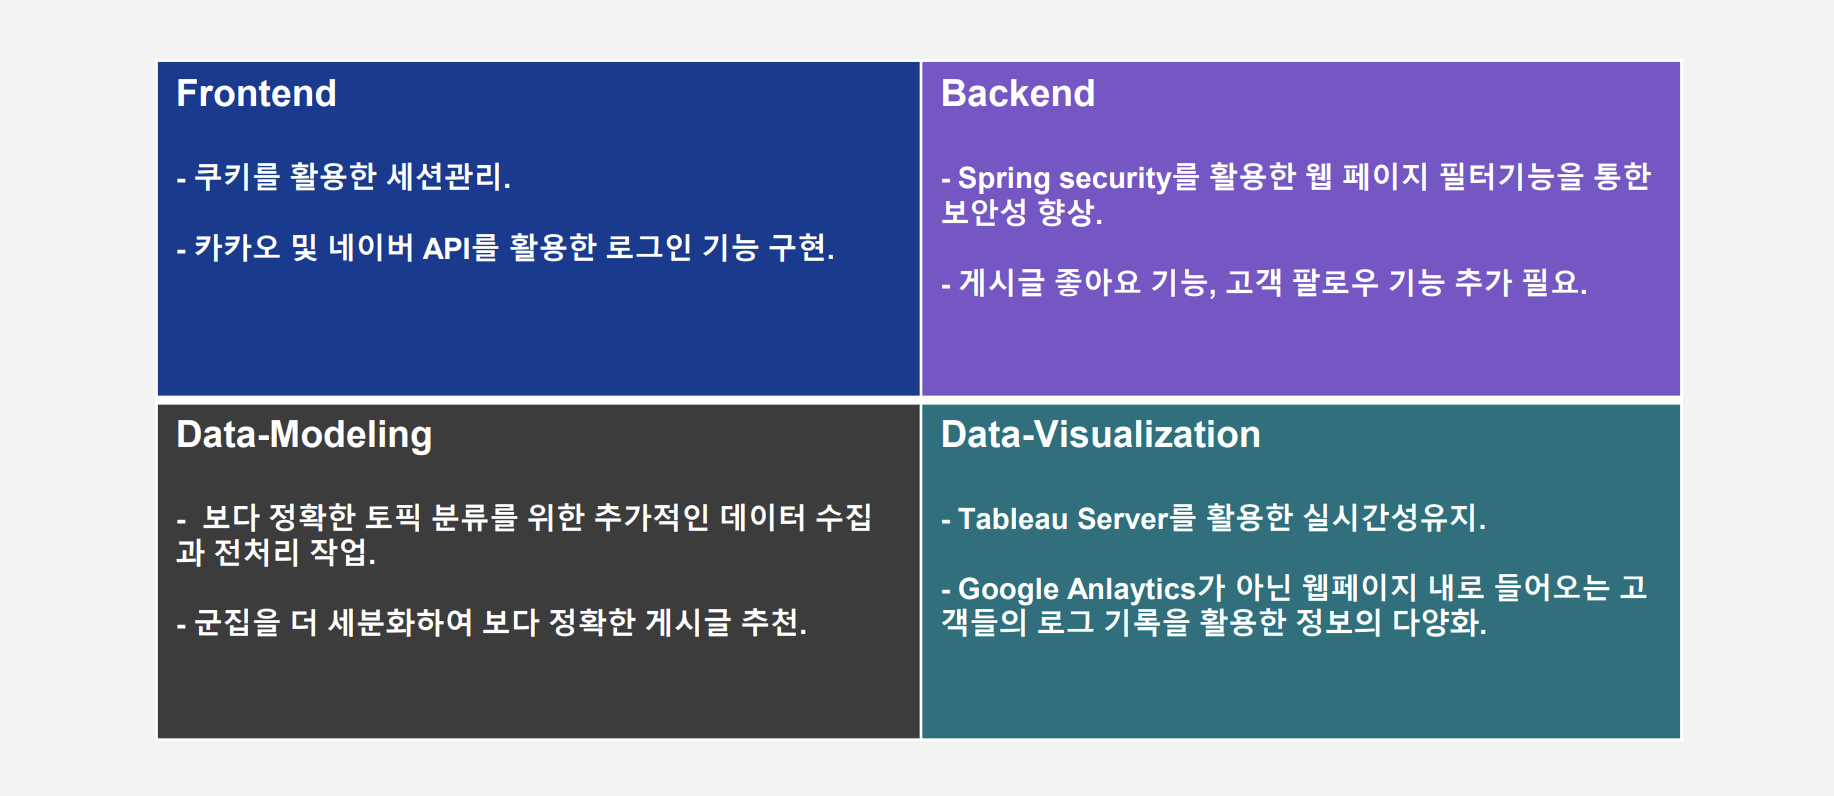 Frontend
- 쿠키를 활용한 세션관리.
- 카카오 및 네이버 API를 활용한 로그인 기능 구현.
Backend
- Spring security를 활용한 웹 페이지 필터기능을 통한
보안성 향상.
- 게시글 좋아요 기능, 고객 팔로우 기능 추가 필요.
Data-Modeling
-  보다 정확한 토픽 분류를 위한 추가적인 데이터 수집
과 전처리 작업.
- 군집을 더 세분화하여 보다 정확한 게시글 추천.
Data-Visualization
- Tableau Server를 활용한 실시간성유지.
- Google Anlaytics가 아닌 웹페이지 내로 들어오는 고
객들의 로그 기록을 활용한 정보의 다양화.